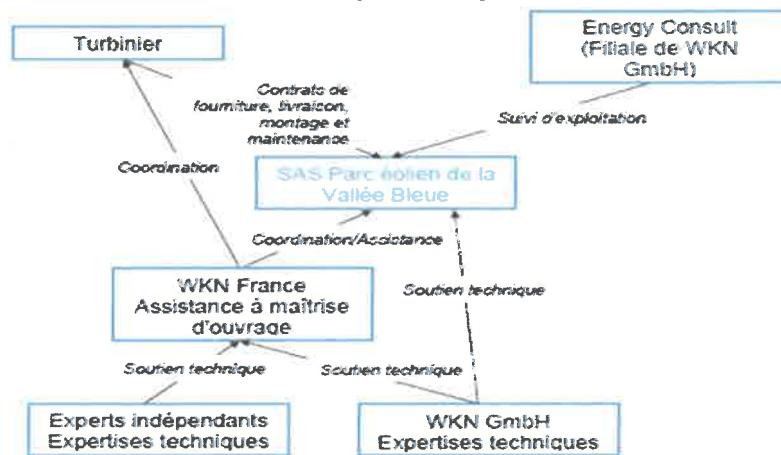 Turbinier
Energy Consult
(Filiale de WKN
GmbH)
Contrats de
fourniture, livraison,
montage et
maintenance
Suivi d'exploitation
Coordination
SAS Parc éolien de la
Vallée Bleue
Coordination/Assistance
WKN France
Assistance à maîtrise
d'ouvrage
Soutien technique
Soutien technique
Soutien technique
Experts indépendants
Expertises techniques
WKN GmbH
Expertises techniques